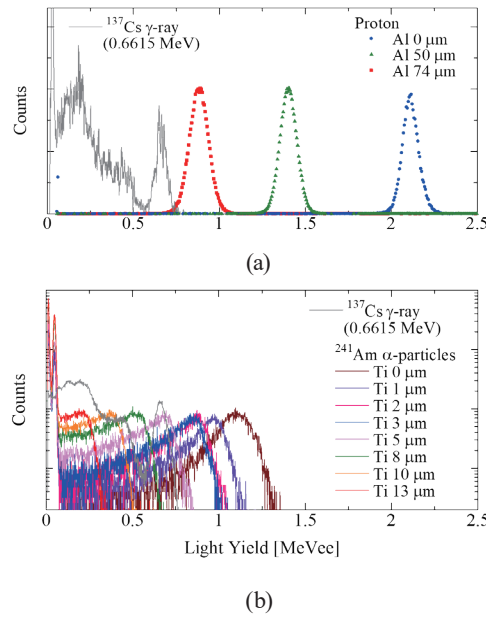 ¹³⁷Cs γ-ray
(0.6615 MeV)
Proton
Al 0 μm
Al 50 μm
Al 74 μm
Counts
0 0.5 1 1.5 2 2.5
(a)
¹³⁷Cs γ-ray
(0.6615 MeV)
²⁴¹Am α-particles
Ti 0 μm
Ti 1 μm
Ti 2 μm
Ti 3 μm
Ti 5 μm
Ti 8 μm
Ti 10 μm
Ti 13 μm
Counts
0 0.5 1 1.5 2 2.5
Light Yield [MeVee]
(b)